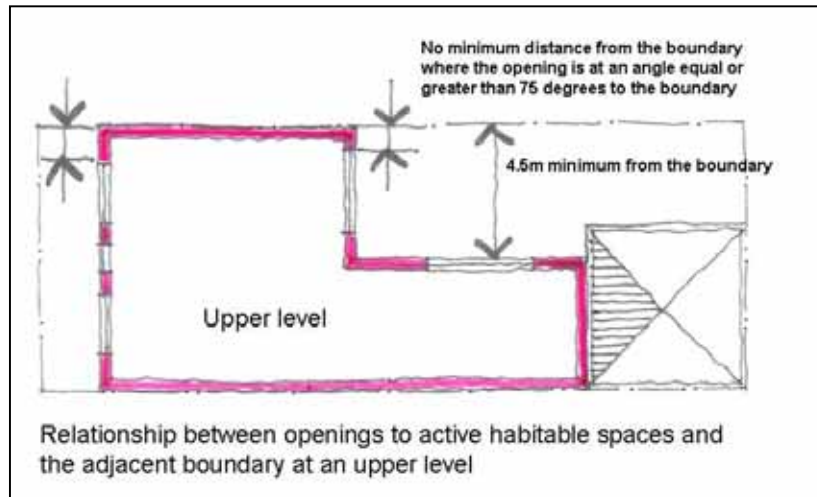 No minimum distance from the boundary
where the opening is at an angle equal or
greater than 75 degrees to the boundary
4.5m minimum from the boundary
Upper level
Relationship between openings to active habitable spaces and
the adjacent boundary at an upper level